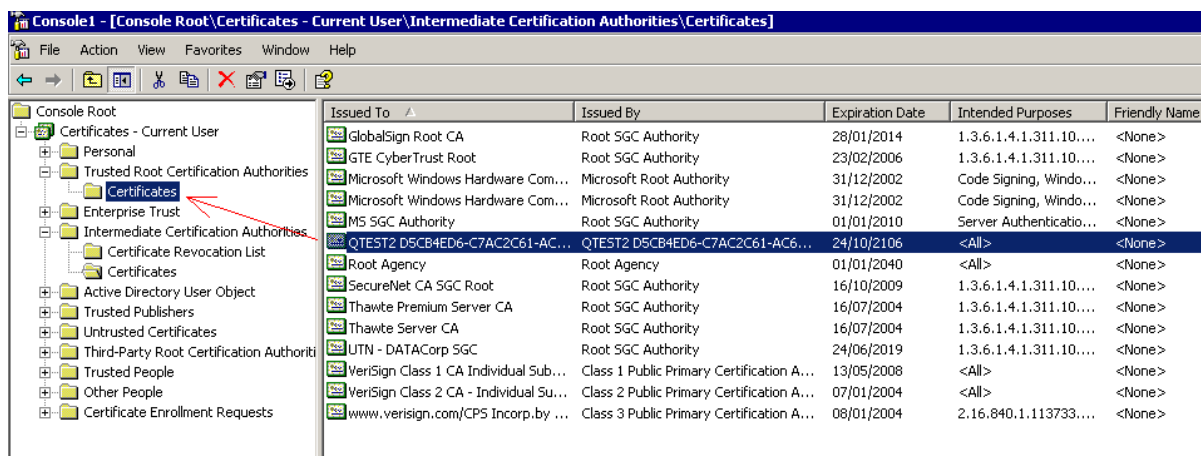 Console1 - [Console Root\Certificates - Current User\Intermediate Certification Authorities\Certificates]
File Action View Favorites Window Help
Console Root
Certificates - Current User
Personal
Trusted Root Certification Authorities
Certificates
Enterprise Trust
Intermediate Certification Authorities
Certificate Revocation List
Certificates
Active Directory User Object
Trusted Publishers
Untrusted Certificates
Third-Party Root Certification Authoriti
Trusted People
Other People
Certificate Enrollment Requests
Issued To Issued By Expiration Date Intended Purposes Friendly Name
GlobalSign Root CA Root SGC Authority 28/01/2014 1.3.6.1.4.1.311.10.... <None>
GTE CyberTrust Root Root SGC Authority 23/02/2006 1.3.6.1.4.1.311.10.... <None>
Microsoft Windows Hardware Com... Microsoft Root Authority 31/12/2002 Code Signing, Windo... <None>
Microsoft Windows Hardware Com... Microsoft Root Authority 31/12/2002 Code Signing, Windo... <None>
MS SGC Authority Root SGC Authority 01/01/2010 Server Authenticatio... <None>
QTEST2 D5CB4ED6-C7AC2C61-AC... QTEST2 D5CB4ED6-C7AC2C61-AC6... 24/10/2106 <All> <None>
Root Agency Root Agency 01/01/2040 <All> <None>
SecureNet CA SGC Root Root SGC Authority 16/10/2009 1.3.6.1.4.1.311.10.... <None>
Thawte Premium Server CA Root SGC Authority 16/07/2004 1.3.6.1.4.1.311.10.... <None>
Thawte Server CA Root SGC Authority 16/07/2004 1.3.6.1.4.1.311.10.... <None>
UTN - DATACorp SGC Root SGC Authority 24/06/2019 1.3.6.1.4.1.311.10.... <None>
VeriSign Class 1 CA Individual Sub... Class 1 Public Primary Certification A... 13/05/2008 <All> <None>
VeriSign Class 2 CA - Individual Su... Class 2 Public Primary Certification A... 07/01/2004 <All> <None>
www.verisign.com/CPS Incorp.by ... Class 3 Public Primary Certification A... 08/01/2004 2.16.840.1.113733.... <None>